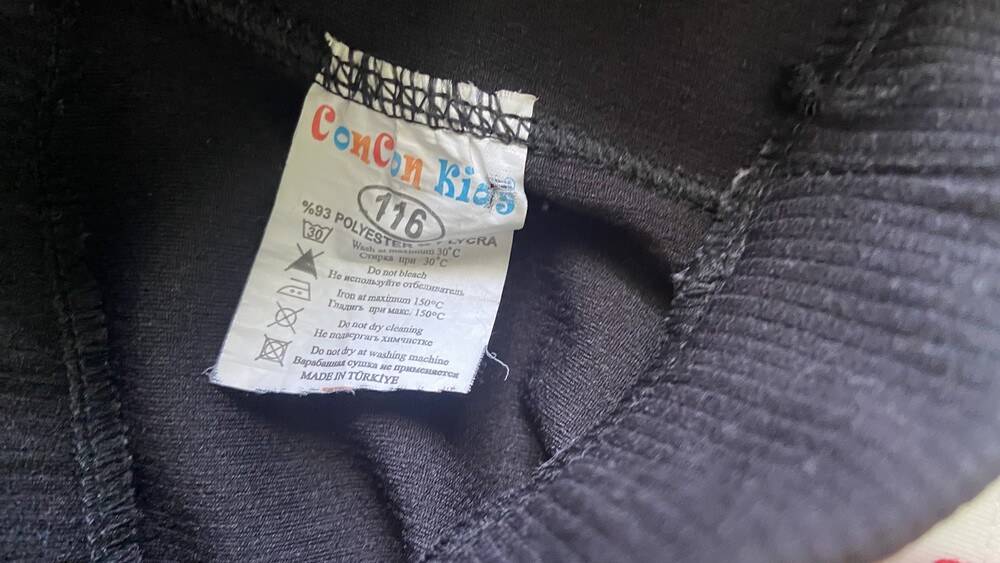 ConCon Kids
116
%93 POLYESTER LYCRA
30
Wash at maximum 30°C
Стирка при 30°C
Do not bleach
Не используйте отбеливатель
Iron at maximum 150°C
Гладить при макс. 150°C
Do not dry cleaning
Не подвергать химчистке
Do not dry at washing machine
Барабанная сушка не применяется
MADE IN TÜRKİYE